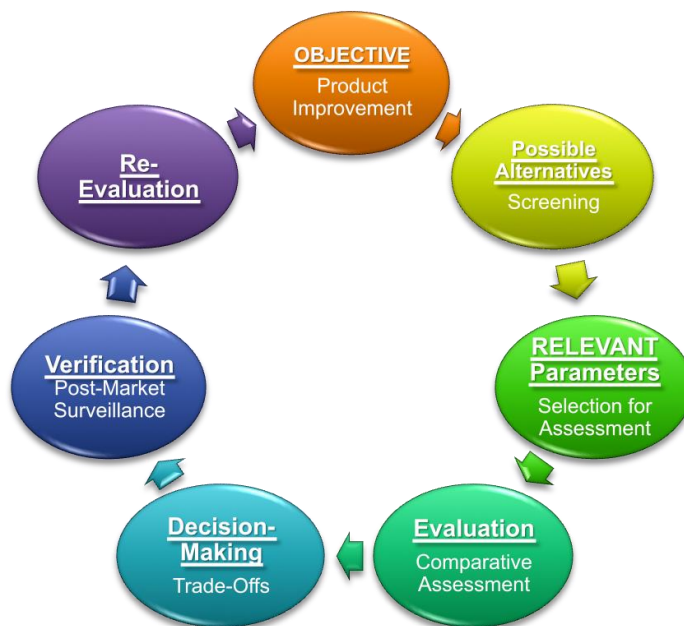 OBJECTIVE
Product
Improvement
Possible
Alternatives
Screening
RELEVANT
Parameters
Selection for
Assessment
Evaluation
Comparative
Assessment
Decision-
Making
Trade-Offs
Verification
Post-Market
Surveillance
Re-
Evaluation